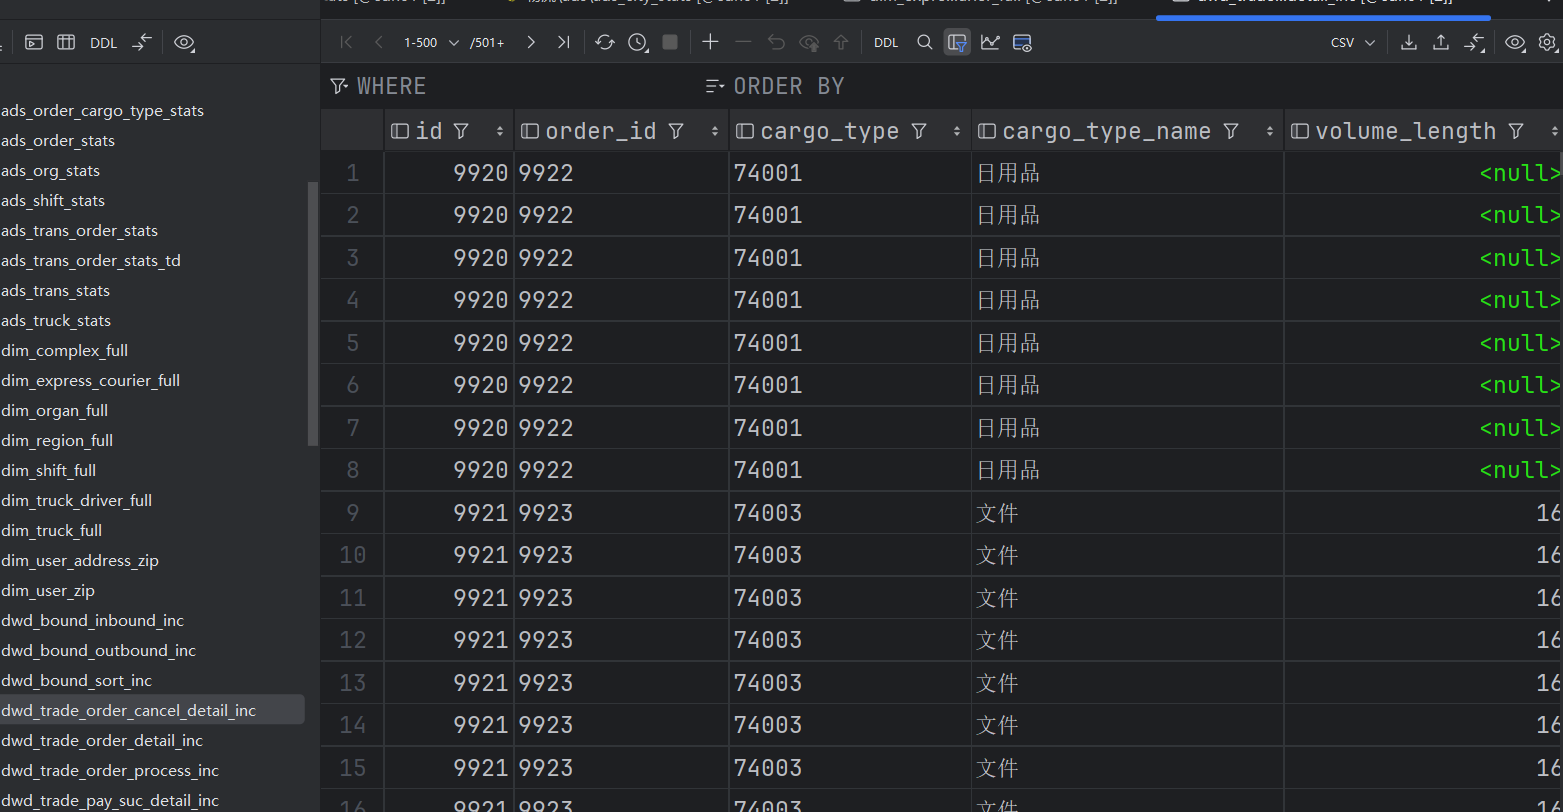 DDL
1-500 /501+ DDL CSV
WHERE ORDER BY
ads_order_cargo_type_stats
ads_order_stats
ads_org_stats
ads_shift_stats
ads_trans_order_stats
ads_trans_order_stats_td
ads_trans_stats
ads_truck_stats
dim_complex_full
dim_express_courier_full
dim_organ_full
dim_region_full
dim_shift_full
dim_truck_driver_full
dim_truck_full
dim_user_address_zip
dim_user_zip
dwd_bound_inbound_inc
dwd_bound_outbound_inc
dwd_bound_sort_inc
dwd_trade_order_cancel_detail_inc
dwd_trade_order_detail_inc
dwd_trade_order_process_inc
dwd_trade_pay_suc_detail_inc
id order_id cargo_type cargo_type_name volume_length
1 9920 9922 74001 日用品 <null>
2 9920 9922 74001 日用品 <null>
3 9920 9922 74001 日用品 <null>
4 9920 9922 74001 日用品 <null>
5 9920 9922 74001 日用品 <null>
6 9920 9922 74001 日用品 <null>
7 9920 9922 74001 日用品 <null>
8 9920 9922 74001 日用品 <null>
9 9921 9923 74003 文件 16
10 9921 9923 74003 文件 16
11 9921 9923 74003 文件 16
12 9921 9923 74003 文件 16
13 9921 9923 74003 文件 16
14 9921 9923 74003 文件 16
15 9921 9923 74003 文件 16
16 9921 9923 74003 文件 16